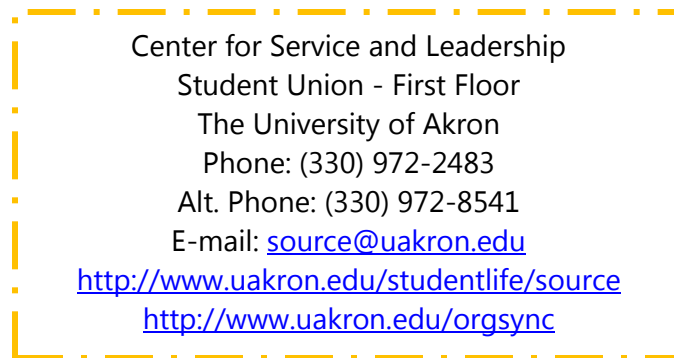 Center for Service and Leadership
Student Union - First Floor
The University of Akron
Phone: (330) 972-2483
Alt. Phone: (330) 972-8541
E-mail: source@uakron.edu
http://www.uakron.edu/studentlife/source
http://www.uakron.edu/orgsync